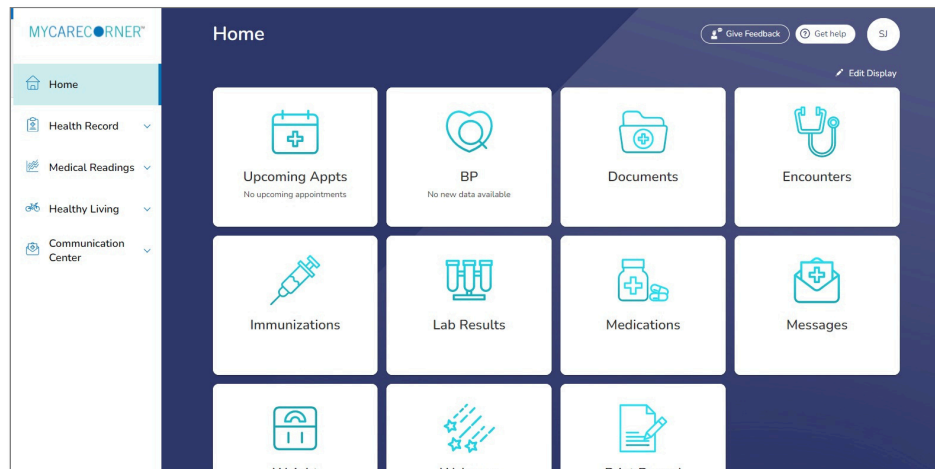 MYCARECORNER™
Home
Give Feedback
Get help
SJ
Edit Display
Home
Health Record
Medical Readings
Healthy Living
Communication
Center
Upcoming Appts
No upcoming appointments
BP
No new data available
Documents
Encounters
Immunizations
Lab Results
Medications
Messages